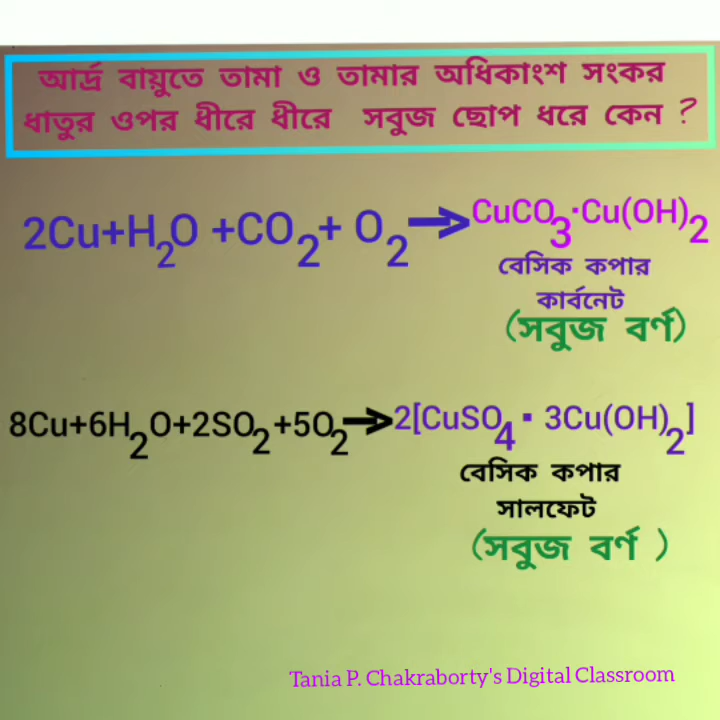 আর্দ্র বায়ুতে তামা ও তামার অধিকাংশ সংকর
ধাতুর ওপর ধীরে ধীরে সবুজ ছোপ ধরে কেন ?
2Cu+H₂O +CO₂+ O₂→CuCO₃·Cu(OH)₂
বেসিক কপার
কার্বনেট
(সবুজ বর্ণ)
8Cu+6H₂O+2SO₂+5O₂→2[CuSO₄· 3Cu(OH)₂]
বেসিক কপার
সালফেট
(সবুজ বর্ণ )
Tania P. Chakraborty's Digital Classroom